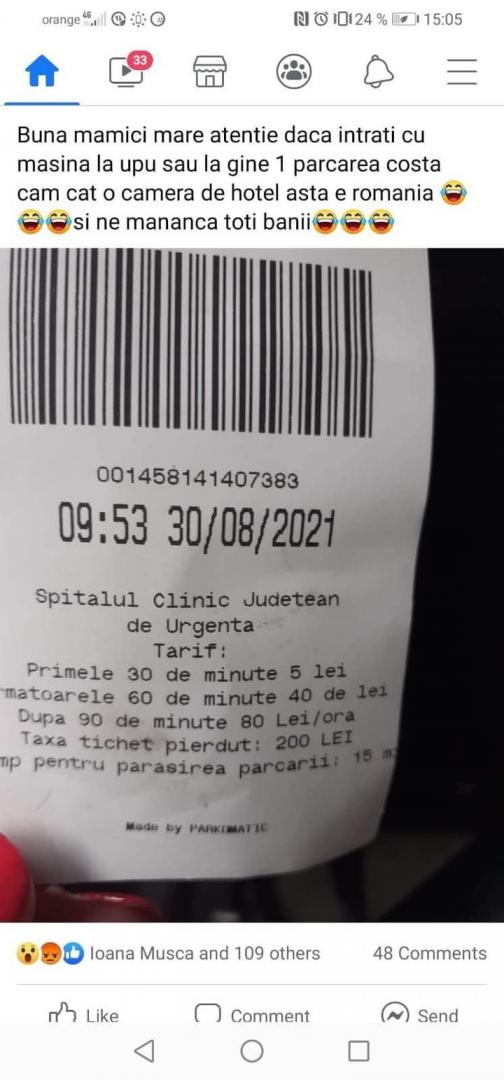 orange 4G 24 % 15:05
33
Buna mamici mare atentie daca intrati cu
masina la upu sau la gine 1 parcarea costa
cam cat o camera de hotel asta e romania 😂
😂😂si ne mananca toti banii😂😂😂
001458141407383
09:53 30/08/2021
Spitalul Clinic Judetean
de Urgenta
Tarif:
Primele 30 de minute 5 lei
rmatoarele 60 de minute 40 de lei
Dupa 90 de minute 80 Lei/ora
Taxa tichet pierdut: 200 LEI
mp pentru parasirea parcarii: 15 m
Made by PARKOMATIC
Ioana Musca and 109 others 48 Comments
Like Comment Send